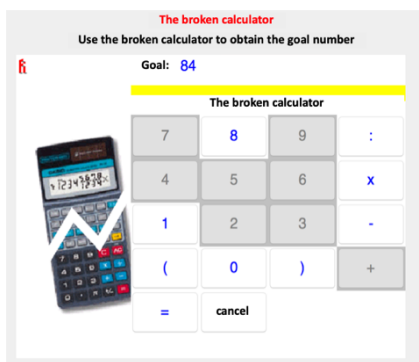 The broken calculator
Use the broken calculator to obtain the goal number
Goal: 84
The broken calculator
7 8 9 :
4 5 6 x
1 2 3 -
( 0 ) +
= cancel